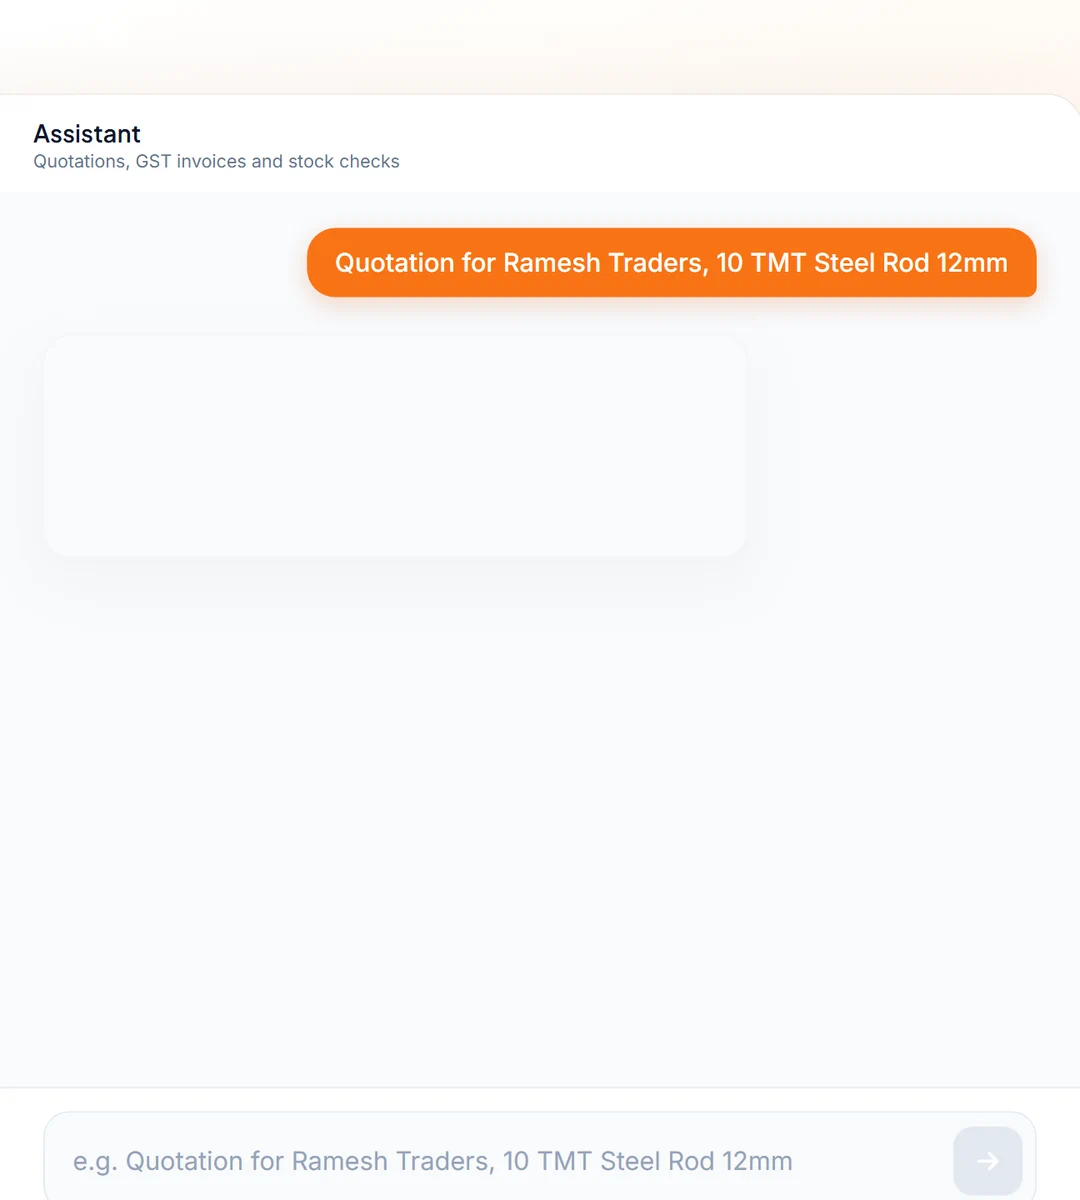 Assistant
Quotations, GST invoices and stock checks
Quotation for Ramesh Traders, 10 TMT Steel Rod 12mm
e.g. Quotation for Ramesh Traders, 10 TMT Steel Rod 12mm